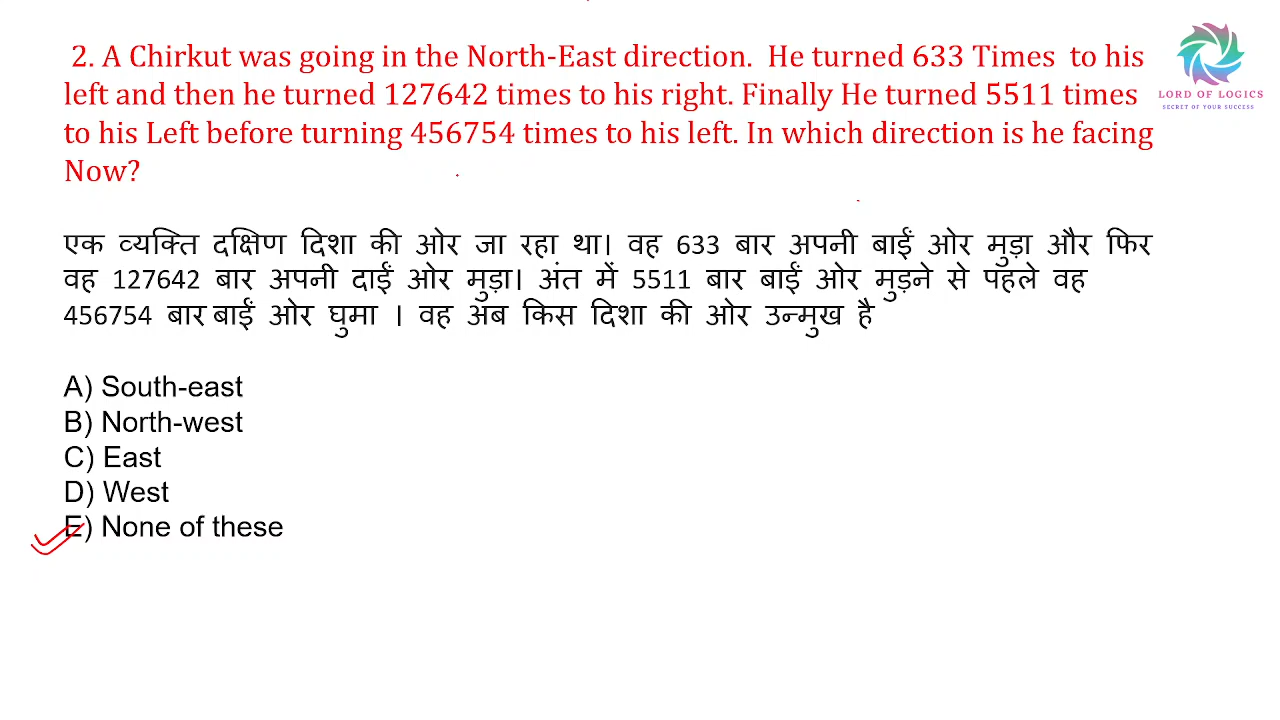 2. A Chirkut was going in the North-East direction. He turned 633 Times to his
left and then he turned 127642 times to his right. Finally He turned 5511 times
to his Left before turning 456754 times to his left. In which direction is he facing
Now?
LORD OF LOGICS
SECRET OF YOUR SUCCESS
एक व्यक्ति दक्षिण दिशा की ओर जा रहा था। वह 633 बार अपनी बाईं ओर मुड़ा और फिर
वह 127642 बार अपनी दाईं ओर मुड़ा। अंत में 5511 बार बाईं ओर मुड़ने से पहले वह
456754 बार बाईं ओर घुमा । वह अब किस दिशा की ओर उन्मुख है
A) South-east
B) North-west
C) East
D) West
E) None of these